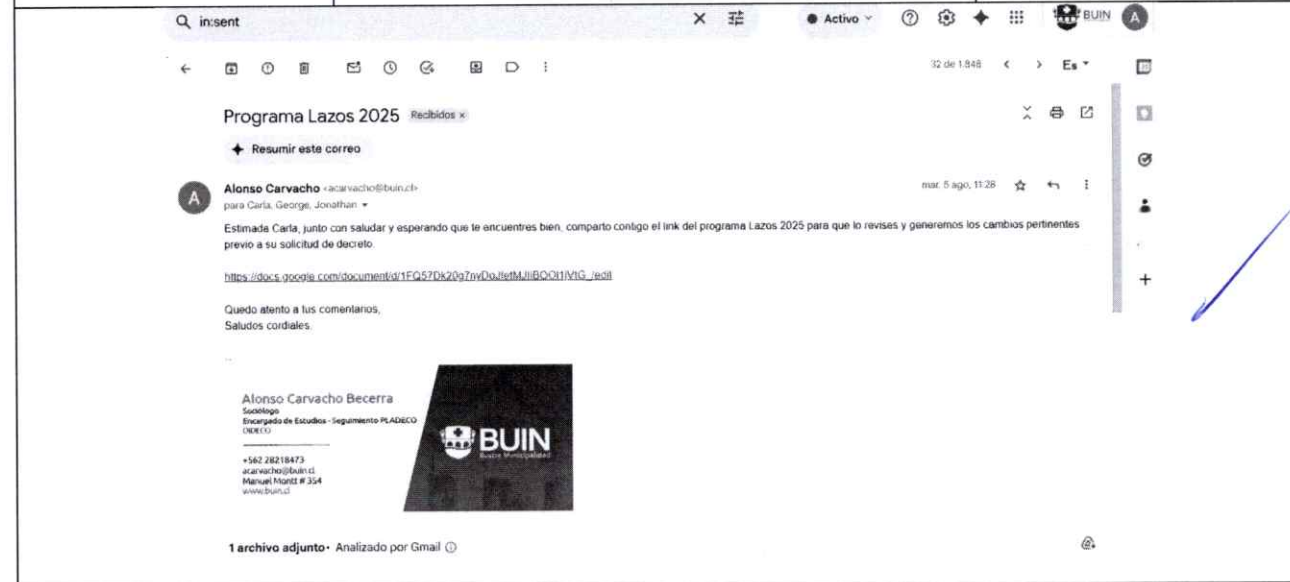 in:sent
Activo
BUIN
A
32 de 1.848
Es
Programa Lazos 2025 Recibidos x
Resumir este correo
A
Alonso Carvacho <acarvacho@buin.cl>
mar. 5 ago, 11:28
para Carla, George, Jonathan
Estimada Carla, junto con saludar y esperando que te encuentres bien, comparto contigo el link del programa Lazos 2025 para que lo revises y generemos los cambios pertinentes
previo a su solicitud de decreto.
Quedo atento a tus comentarios,
Saludos cordiales.
Alonso Carvacho Becerra
Sociólogo
Encargado de Estudios - Seguimiento PLADECO
DIDECO
+562 28218473
acarvacho@buin.cl
Manuel Montt # 354
www.buin.cl
BUIN
Ilustre Municipalidad
1 archivo adjunto • Analizado por Gmail